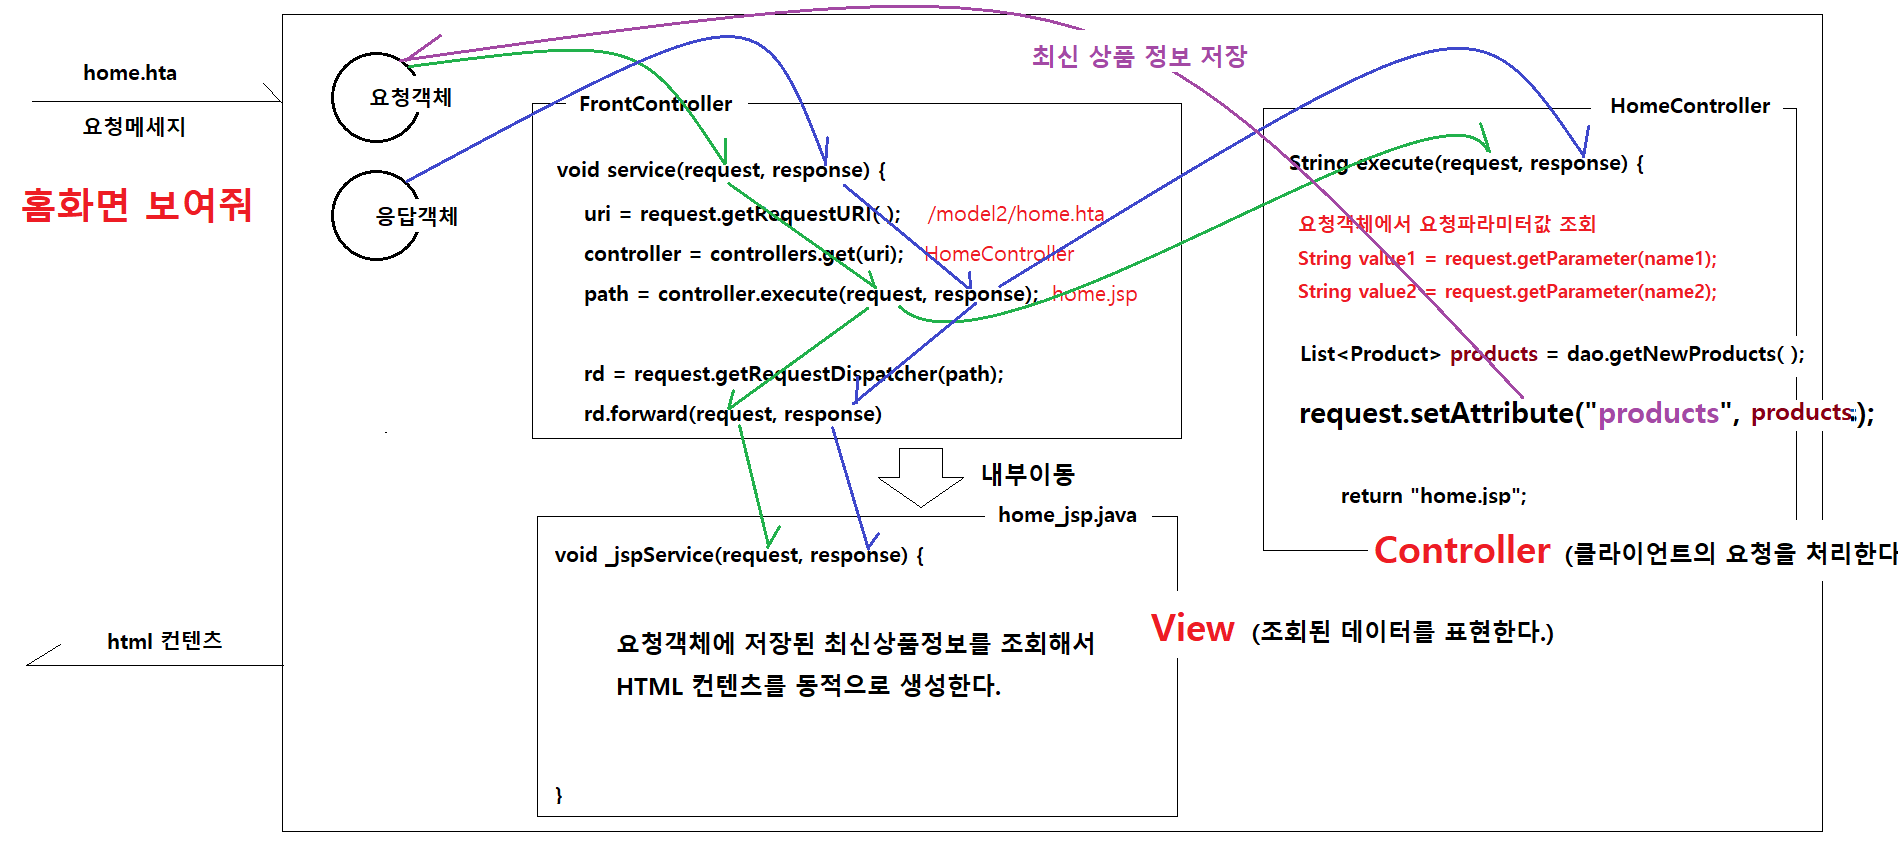 home.hta
요청메세지
홈화면 보여줘
요청객체
응답객체
최신 상품 정보 저장
FrontController
void service(request, response) {
uri = request.getRequestURI( ); /model2/home.hta
controller = controllers.get(uri); HomeController
path = controller.execute(request, response); home.jsp
rd = request.getRequestDispatcher(path);
rd.forward(request, response)
HomeController
String execute(request, response) {
요청객체에서 요청파라미터값 조회
String value1 = request.getParameter(name1);
String value2 = request.getParameter(name2);
List<Product> products = dao.getNewProducts( );
request.setAttribute("products", products);
return "home.jsp";
Controller (클라이언트의 요청을 처리한다
내부이동
home_jsp.java
void _jspService(request, response) {
요청객체에 저장된 최신상품정보를 조회해서
HTML 컨텐츠를 동적으로 생성한다.
}
View (조회된 데이터를 표현한다.)
html 컨텐츠